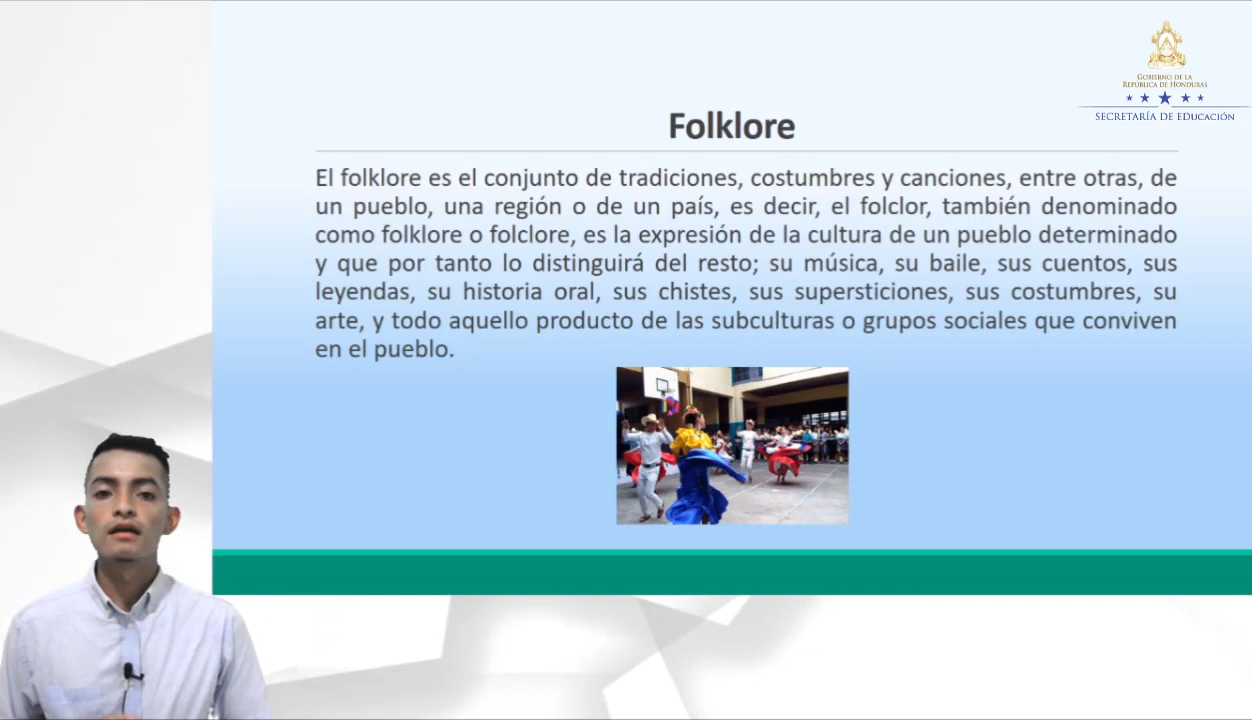 GOBIERNO DE LA
REPÚBLICA DE HONDURAS
SECRETARÍA DE EDUCACIÓN
Folklore
El folklore es el conjunto de tradiciones, costumbres y canciones, entre otras, de
un pueblo, una región o de un país, es decir, el folclor, también denominado
como folklore o folclore, es la expresión de la cultura de un pueblo determinado
y que por tanto lo distinguirá del resto; su música, su baile, sus cuentos, sus
leyendas, su historia oral, sus chistes, sus supersticiones, sus costumbres, su
arte, y todo aquello producto de las subculturas o grupos sociales que conviven
en el pueblo.